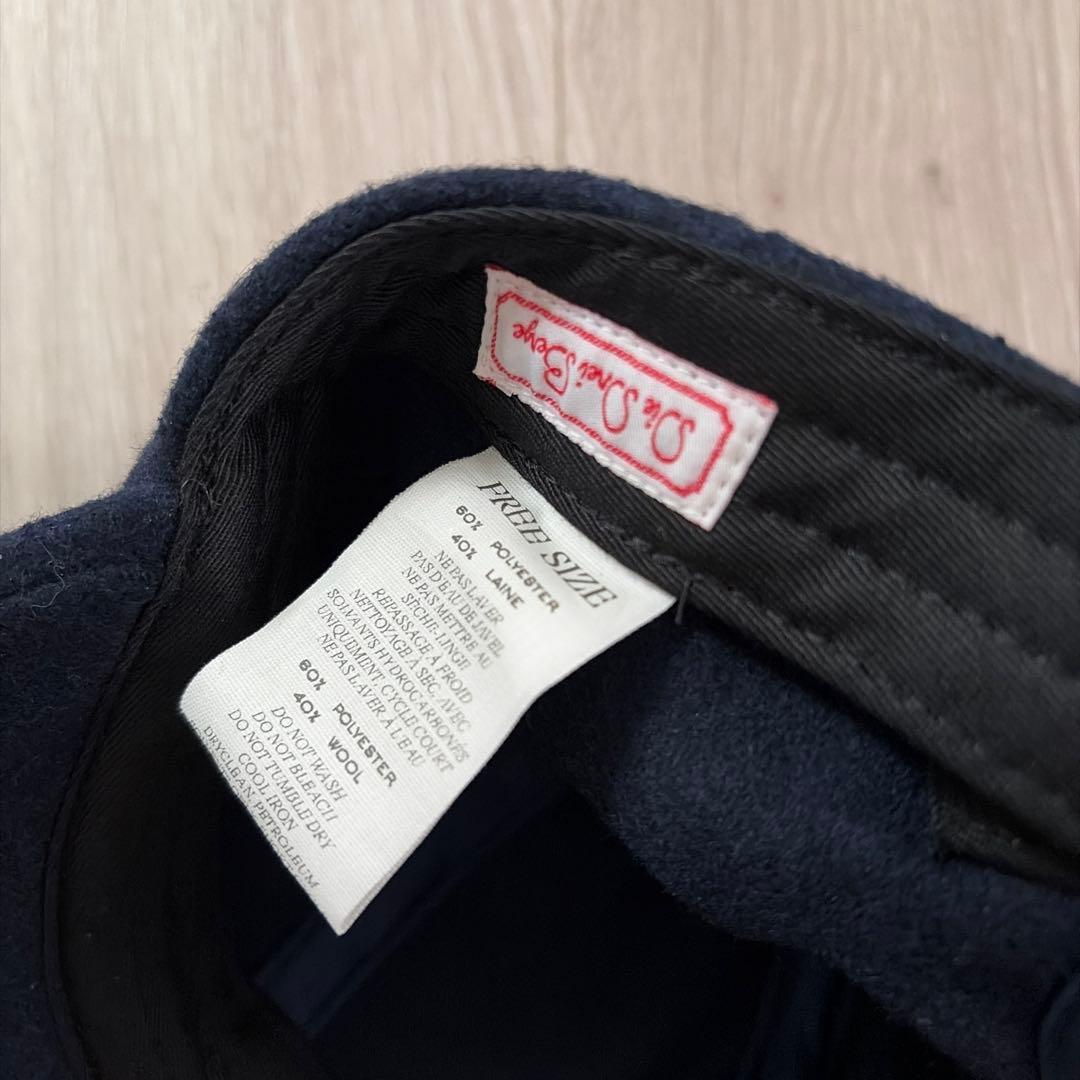 Die Drei Berge
FREE SIZE
60% POLYESTER
40% LAINE
NE PAS LAVER
PAS D'EAU DE JAVEL
NE PAS METTRE AU
SECHE-LINGE
REPASSAGE À FROID
NETTOYAGE A SEC, AVEC
SOLVANTS HYDROCARBONÉS
UNIQUEMENT, CYCLE COURT
NE PAS LAVER À L'EAU
60% POLYESTER
40% WOOL
DO NOT WASH
DO NOT BLEACH
DO NOT TUMBLE DRY
COOL IRON
DRYCLEAN PETROLEUM